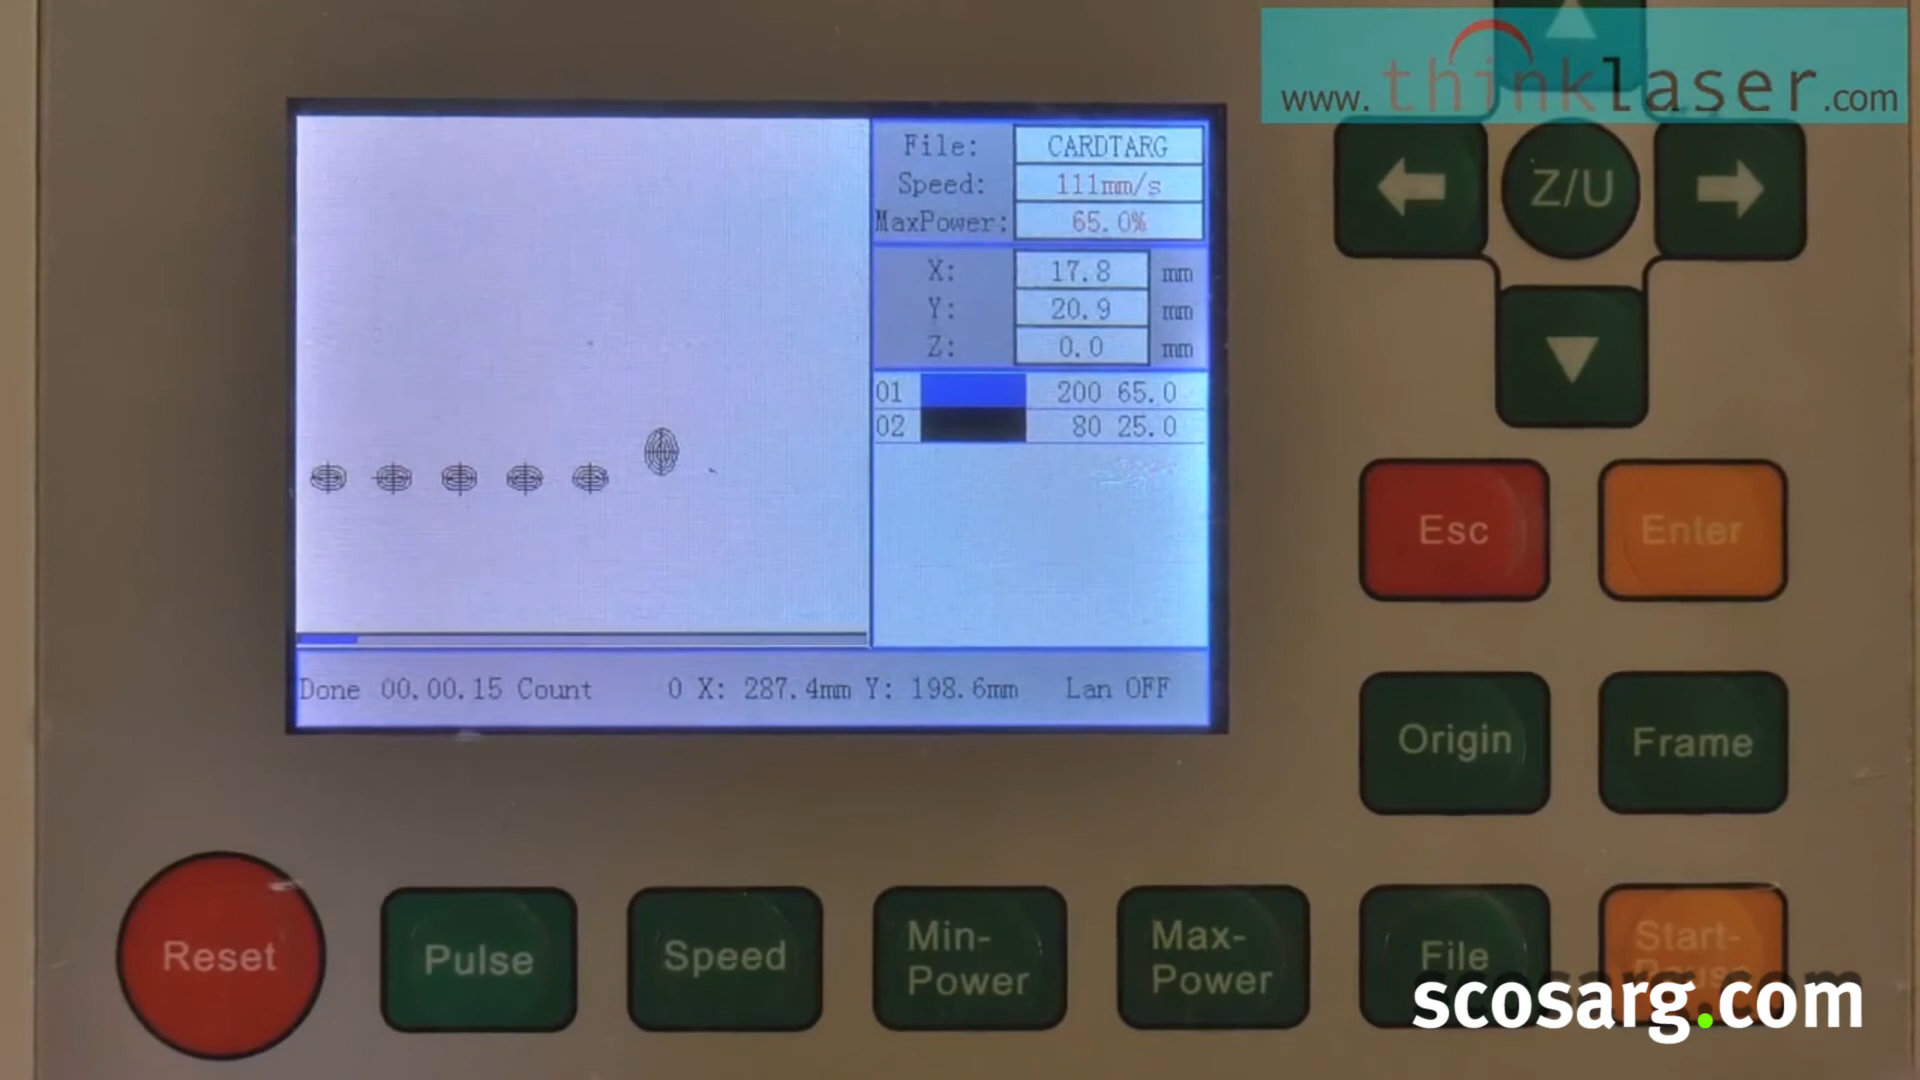 www.thinklaser.com
File: CARDTARG
Speed: 111mm/s
MaxPower: 65.0%
X: 17.8 mm
Y: 20.9 mm
Z: 0.0 mm
01 200 65.0
02 80 25.0
Done 00.00.15 Count 0 X: 287.4mm Y: 198.6mm Lan OFF
Z/U
Esc
Enter
Origin
Frame
Reset
Pulse
Speed
Min-
Power
Max-
Power
File
Start-
Pause
scosarg.com